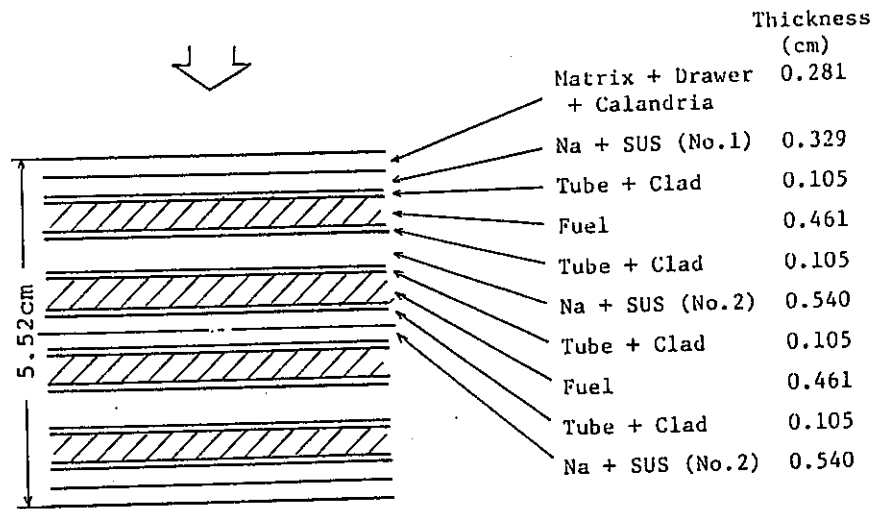 Thickness
(cm)
Matrix + Drawer 0.281
+ Calandria
Na + SUS (No.1) 0.329
Tube + Clad 0.105
Fuel 0.461
Tube + Clad 0.105
Na + SUS (No.2) 0.540
Tube + Clad 0.105
Fuel 0.461
Tube + Clad 0.105
Na + SUS (No.2) 0.540
5.52cm